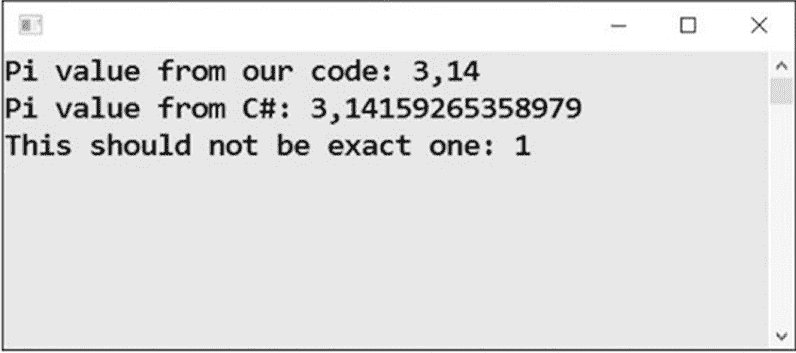 Pi value from our code: 3,14
Pi value from C#: 3,14159265358979
This should not be exact one: 1